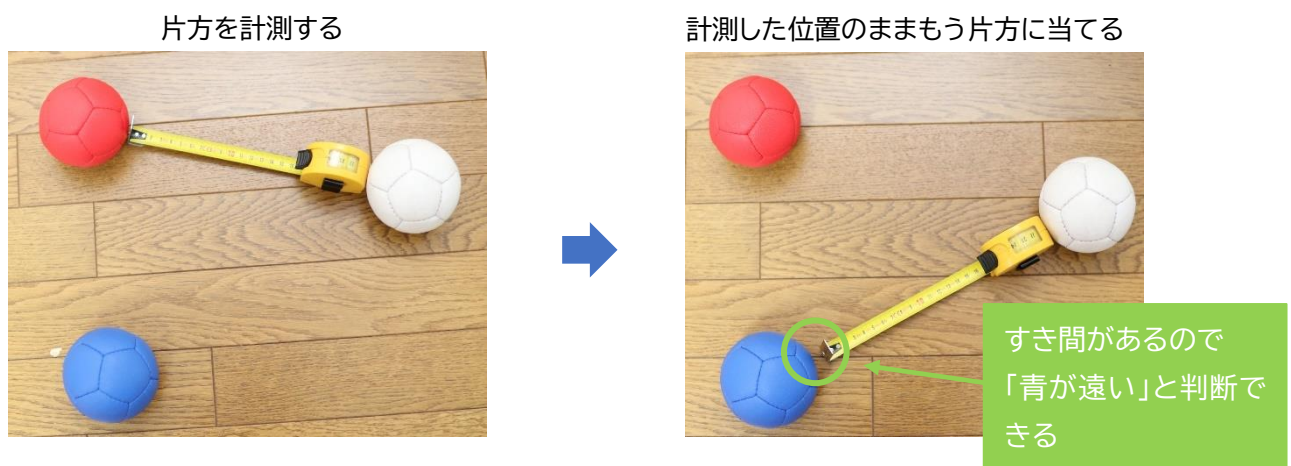 片方を計測する
計測した位置のままもう片方に当てる
すき間があるので
「青が遠い」と判断で
きる